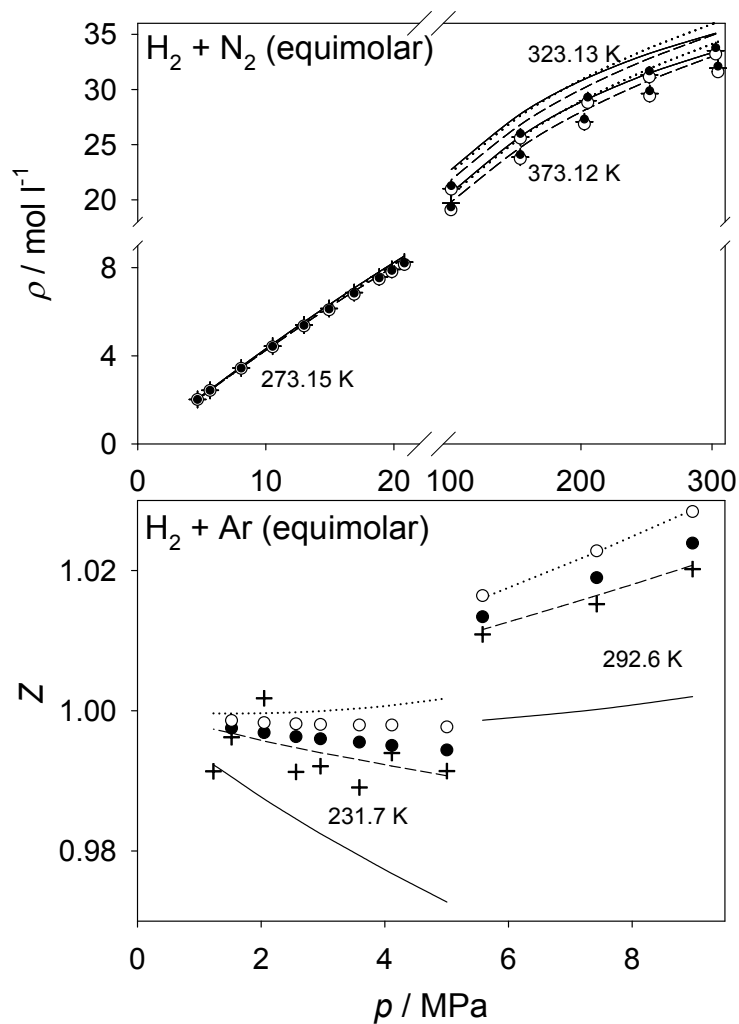 H₂ + N₂ (equimolar)
35
323.13 K
30
25
373.12 K
20
ρ / mol l⁻¹
8
4
273.15 K
0
0 10 20 100 200 300
H₂ + Ar (equimolar)
1.02
292.6 K
Z
1.00
231.7 K
0.98
0 2 4 6 8
p / MPa